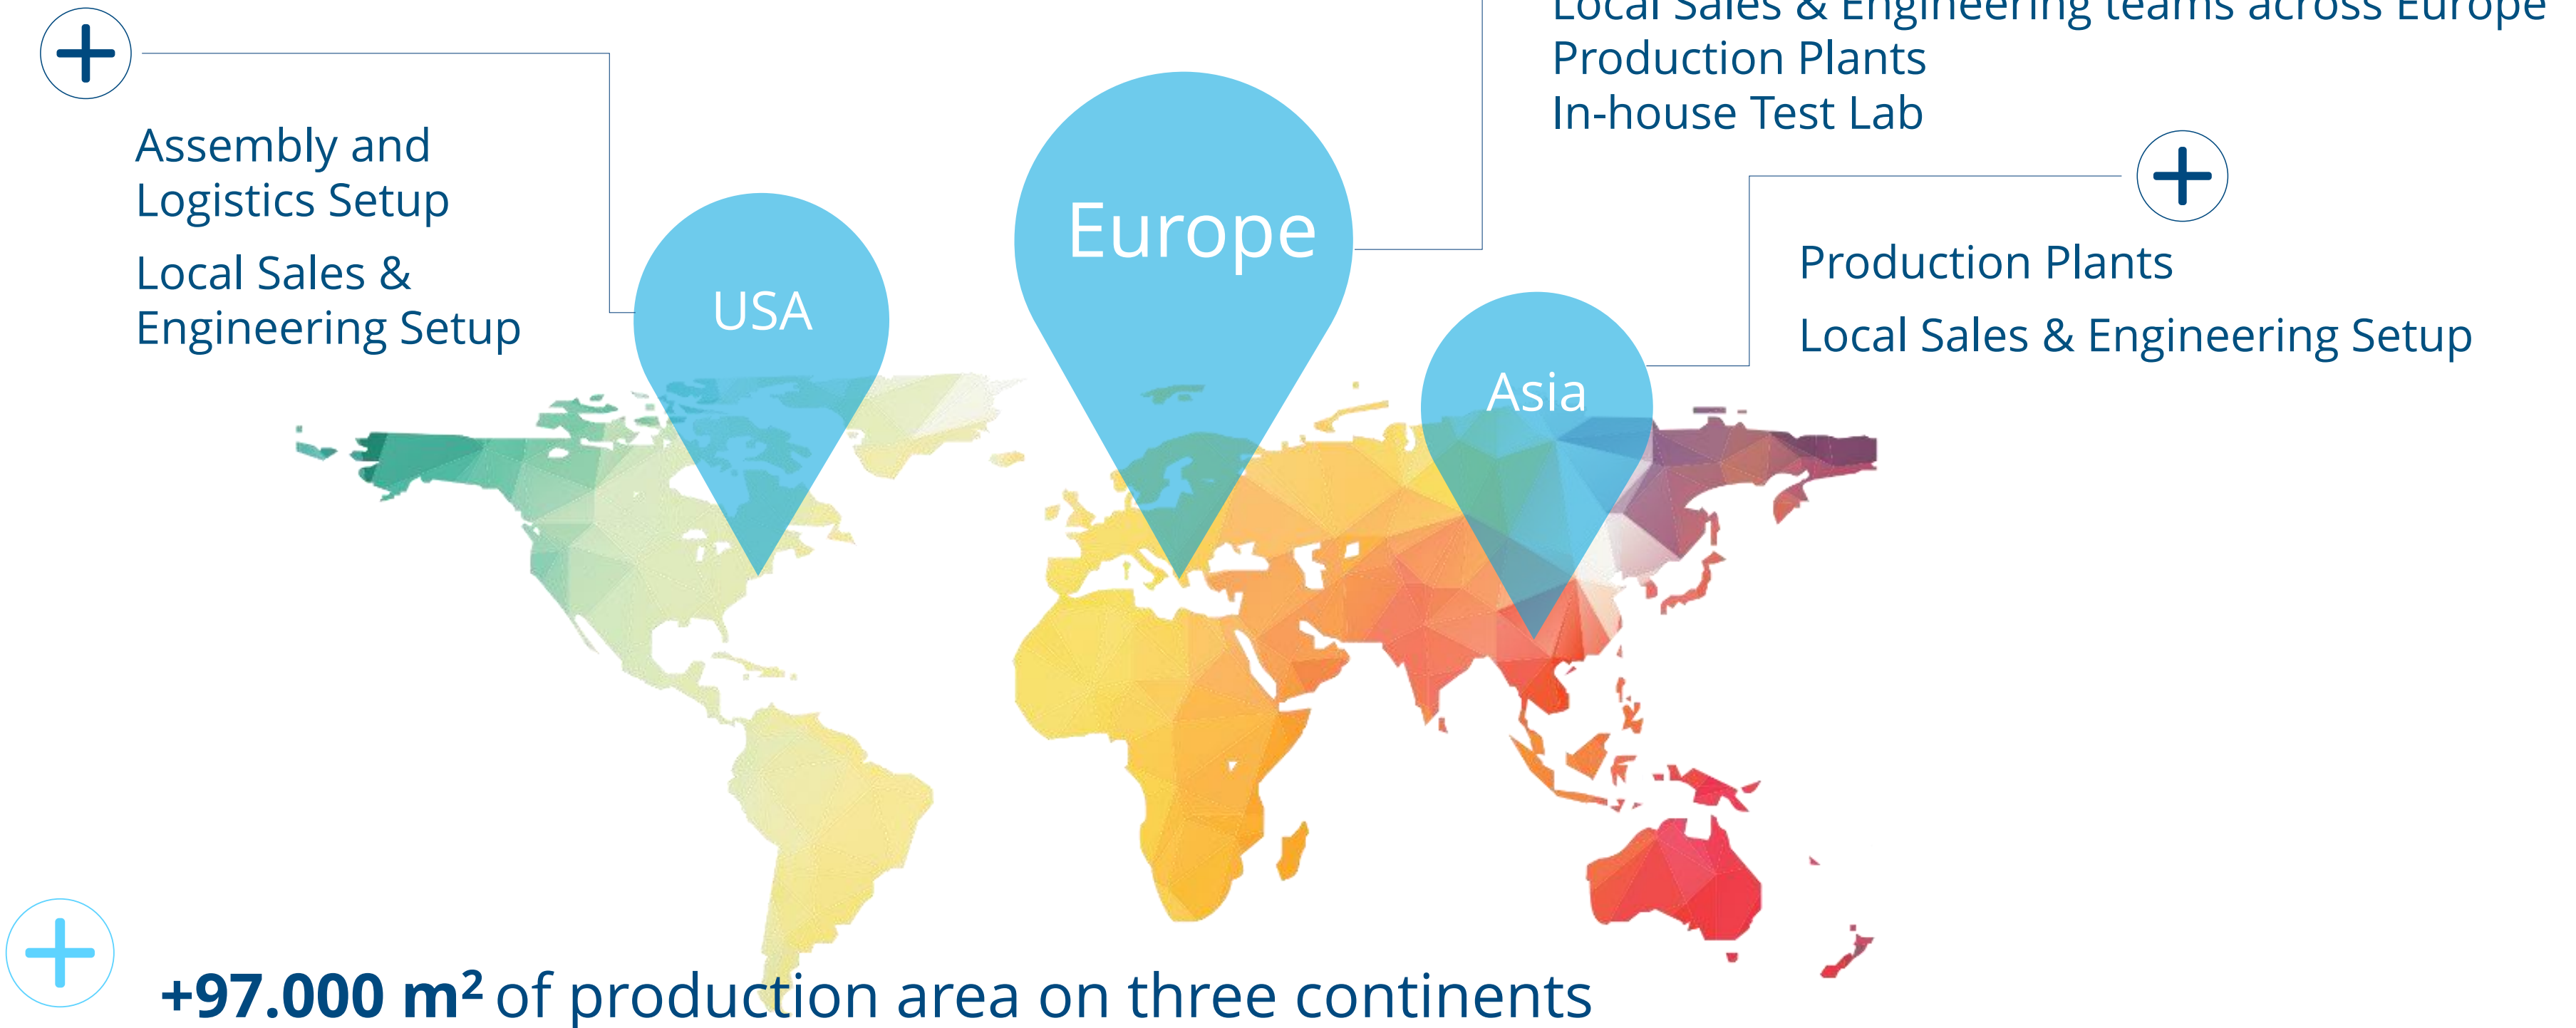 Local Sales & Engineering teams across Europe
Production Plants
In-house Test Lab
Assembly and
Logistics Setup
Local Sales &
Engineering Setup
USA
Europe
Asia
Production Plants
Local Sales & Engineering Setup
+97.000 m² of production area on three continents